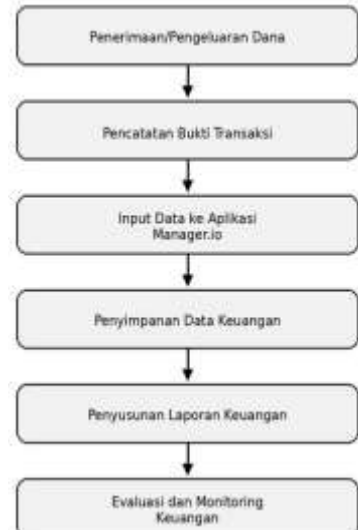 Penerimaan/Pengeluaran Dana
Pencatatan Bukti Transaksi
Input Data ke Aplikasi
Manager.io
Penyimpanan Data Keuangan
Penyusunan Laporan Keuangan
Evaluasi dan Monitoring
Keuangan